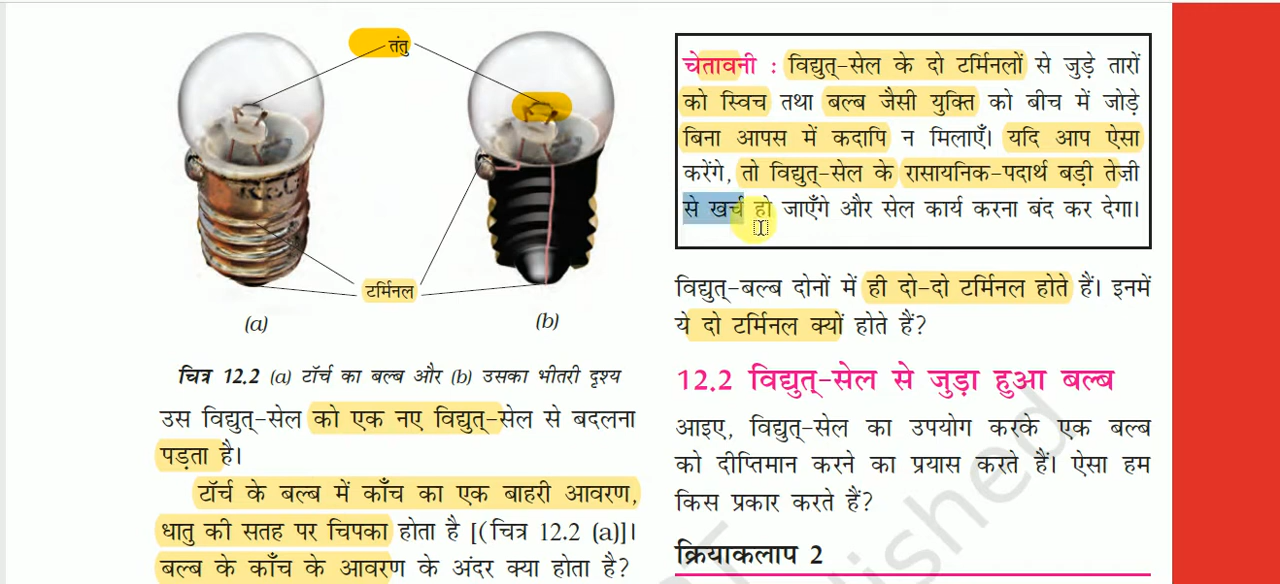 तंतु
टर्मिनल
(a)
(b)
चित्र 12.2 (a) टॉर्च का बल्ब और (b) उसका भीतरी दृश्य
उस विद्युत्-सेल को एक नए विद्युत्-सेल से बदलना
पड़ता है।
टॉर्च के बल्ब में काँच का एक बाहरी आवरण,
धातु की सतह पर चिपका होता है [(चित्र 12.2 (a)]।
बल्ब के काँच के आवरण के अंदर क्या होता है?
चेतावनी : विद्युत्-सेल के दो टर्मिनलों से जुड़े तारों
को स्विच तथा बल्ब जैसी युक्ति को बीच में जोड़े
बिना आपस में कदापि न मिलाएँ। यदि आप ऐसा
करेंगे, तो विद्युत्-सेल के रासायनिक-पदार्थ बड़ी तेजी
से खर्च हो जाएँगे और सेल कार्य करना बंद कर देगा।
विद्युत्-बल्ब दोनों में ही दो-दो टर्मिनल होते हैं। इनमें
ये दो टर्मिनल क्यों होते हैं?
12.2 विद्युत्-सेल से जुड़ा हुआ बल्ब
आइए, विद्युत्-सेल का उपयोग करके एक बल्ब
को दीप्तिमान करने का प्रयास करते हैं। ऐसा हम
किस प्रकार करते हैं?
क्रियाकलाप 2